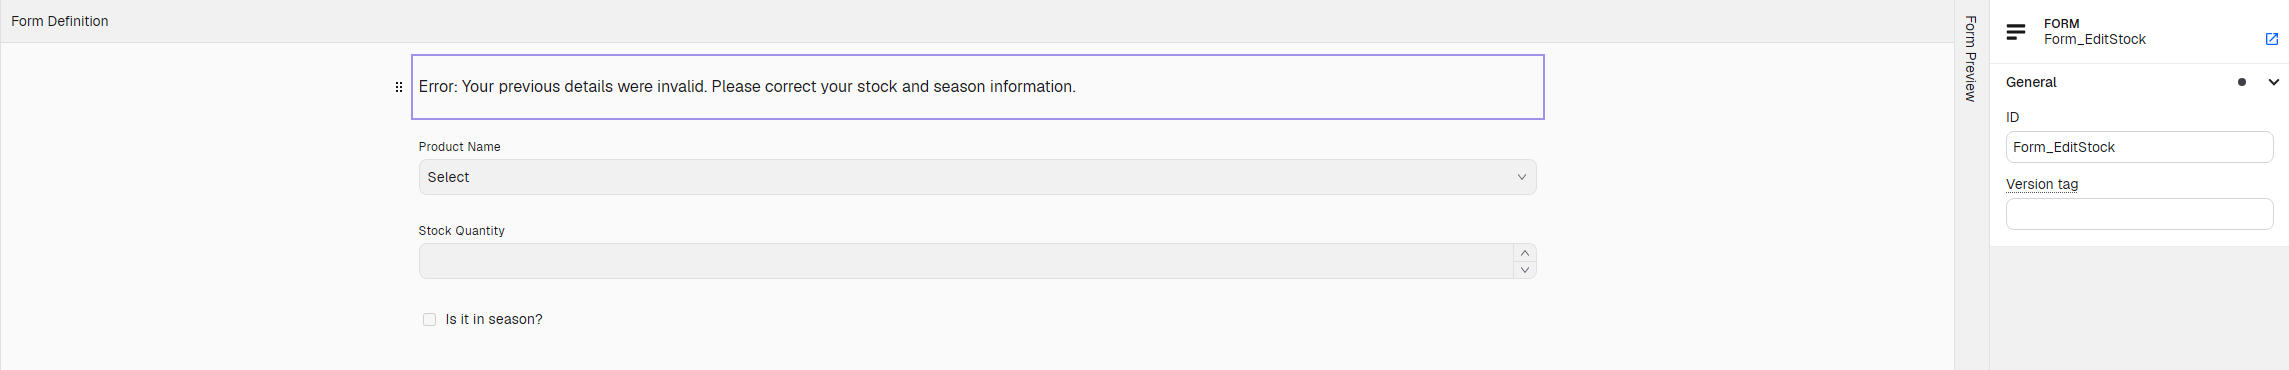 Form Definition
Error: Your previous details were invalid. Please correct your stock and season information.
Product Name
Select
Stock Quantity
Is it in season?
Form Preview
FORM
Form_EditStock
General
ID
Form_EditStock
Version tag